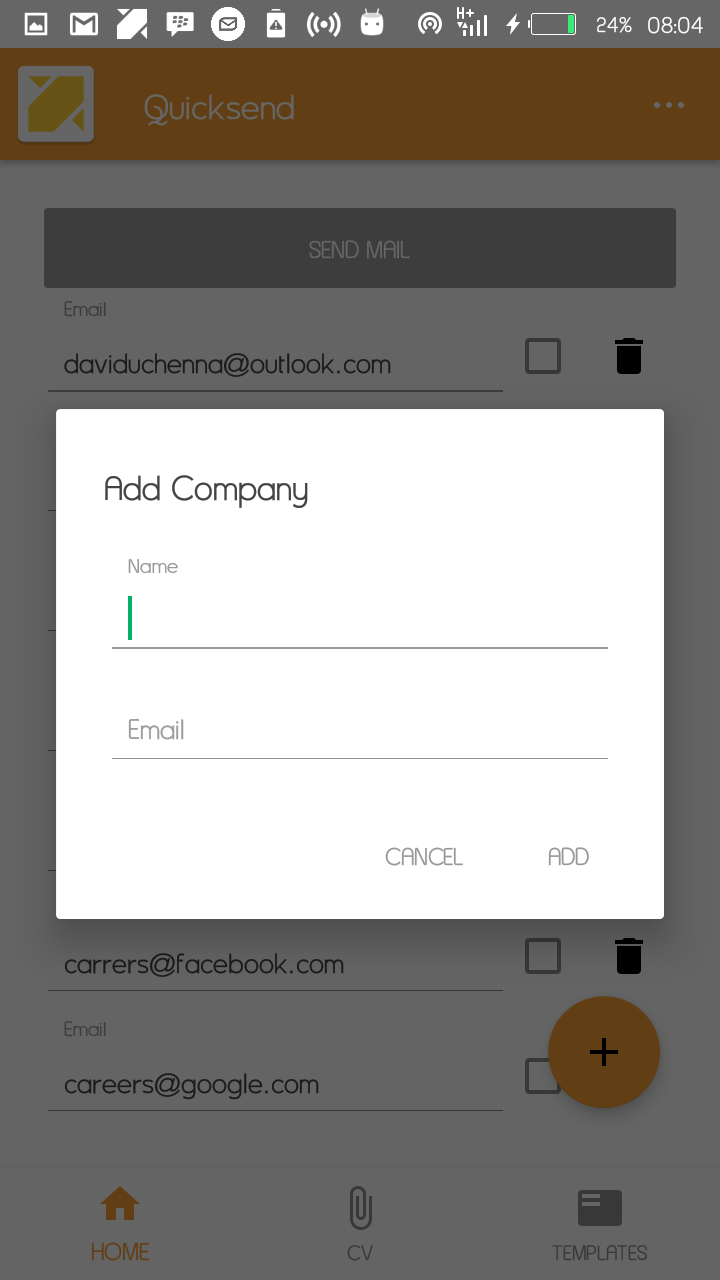 H+
24% 08:04
Quicksend
SEND MAIL
Email
daviduchenna@outlook.com
Add Company
Name
Email
CANCEL ADD
carrers@facebook.com
Email
careers@google.com
HOME CV TEMPLATES